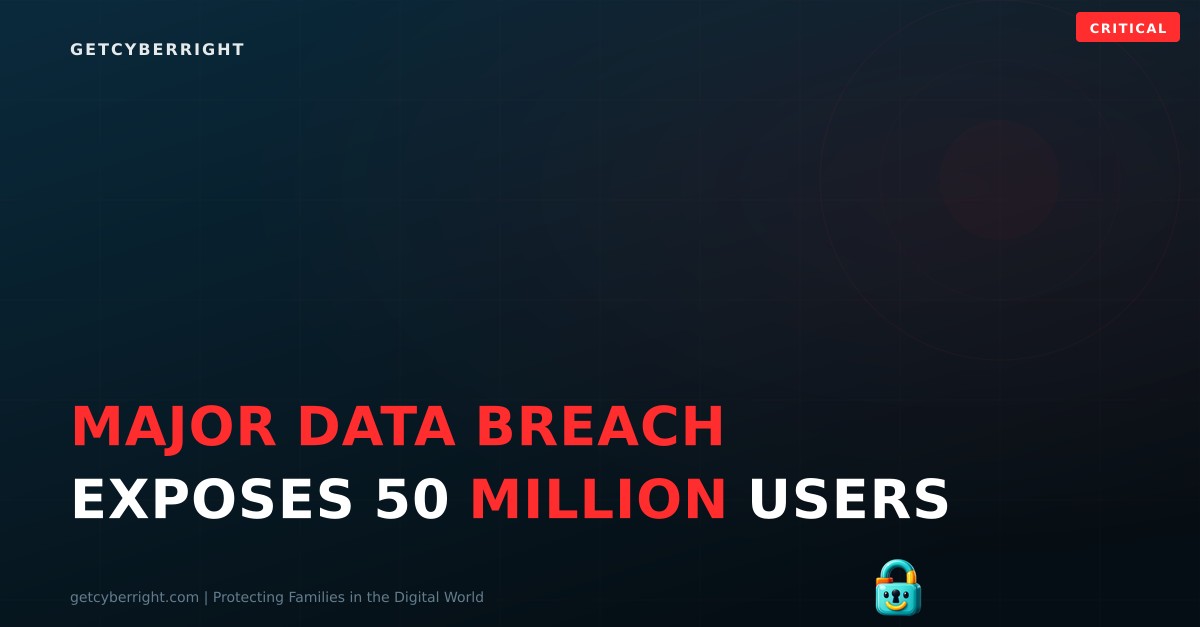 CRITICAL
GETCYBERRIGHT
MAJOR DATA BREACH
EXPOSES 50 MILLION USERS
getcyberright.com | Protecting Families in the Digital World